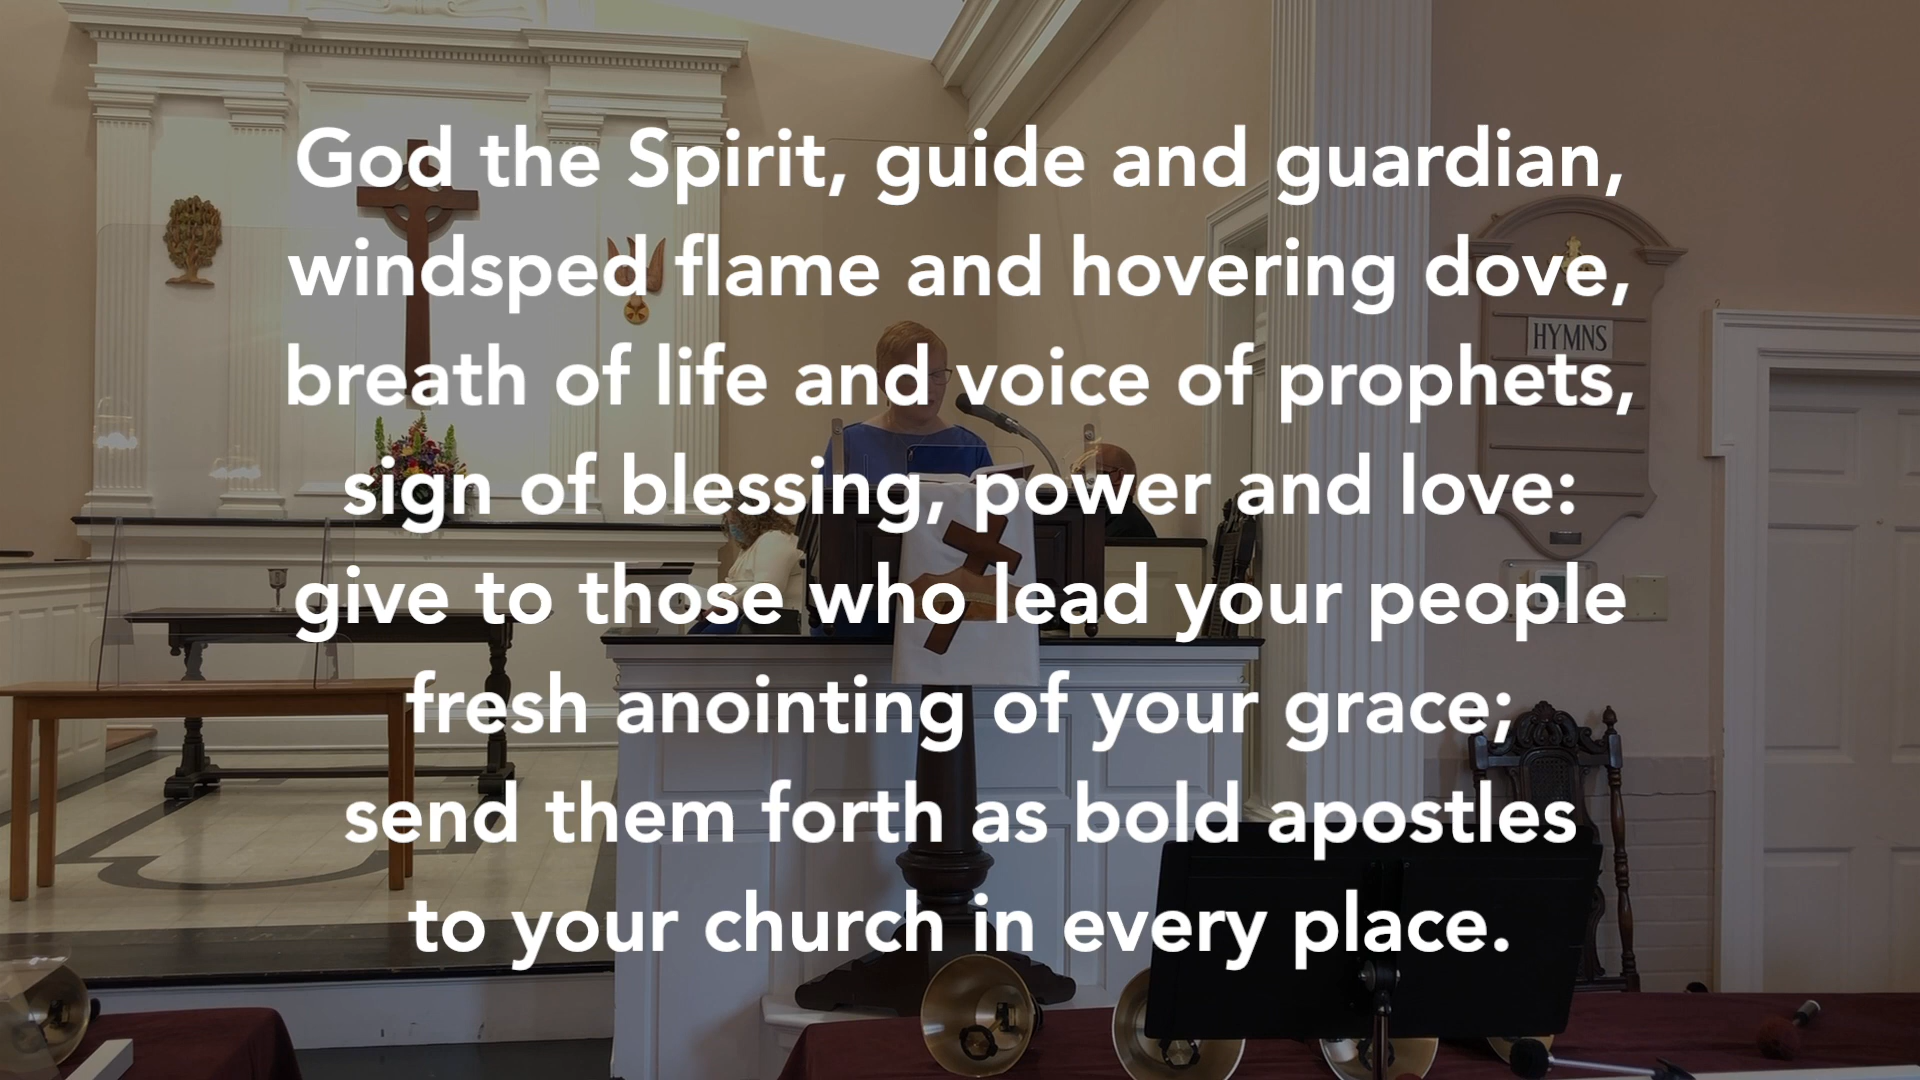 God the Spirit, guide and guardian,
windsped flame and hovering dove,
breath of life and voice of prophets,
sign of blessing, power and love:
give to those who lead your people
fresh anointing of your grace;
send them forth as bold apostles
to your church in every place.
HYMNS